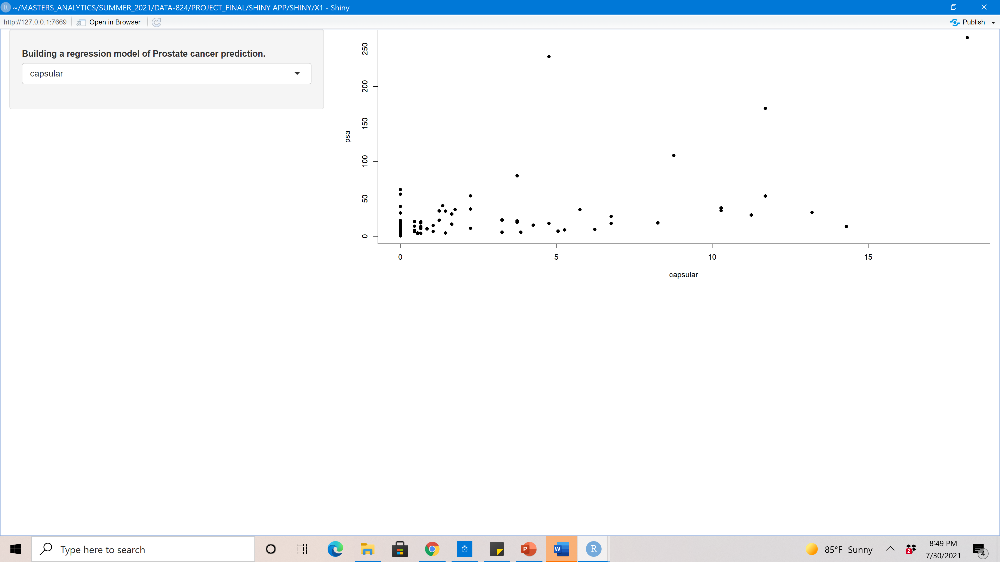 R ~/MASTERS_ANALYTICS/SUMMER_2021/DATA-824/PROJECT_FINAL/SHINY APP/SHINY/X1 - Shiny
http://127.0.0.1:7669 Open in Browser Publish
Building a regression model of Prostate cancer prediction.
capsular
250
200
150
100
50
0
psa
0 5 10 15
capsular
Type here to search
P
W
R
85°F Sunny
2
8:49 PM
7/30/2021
4